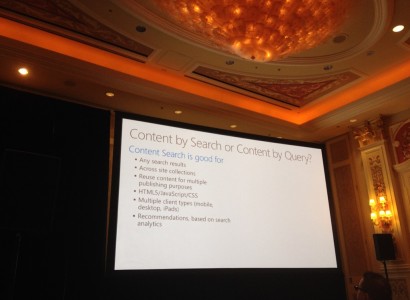 Content by Search or Content by Query?
Content Search is good for
• Any search results
• Across site collections
• Reuse content for multiple
publishing purposes
• HTML5/JavaScript/CSS
• Multiple client types (mobile,
desktop, iPads)
• Recommendations, based on search
analytics